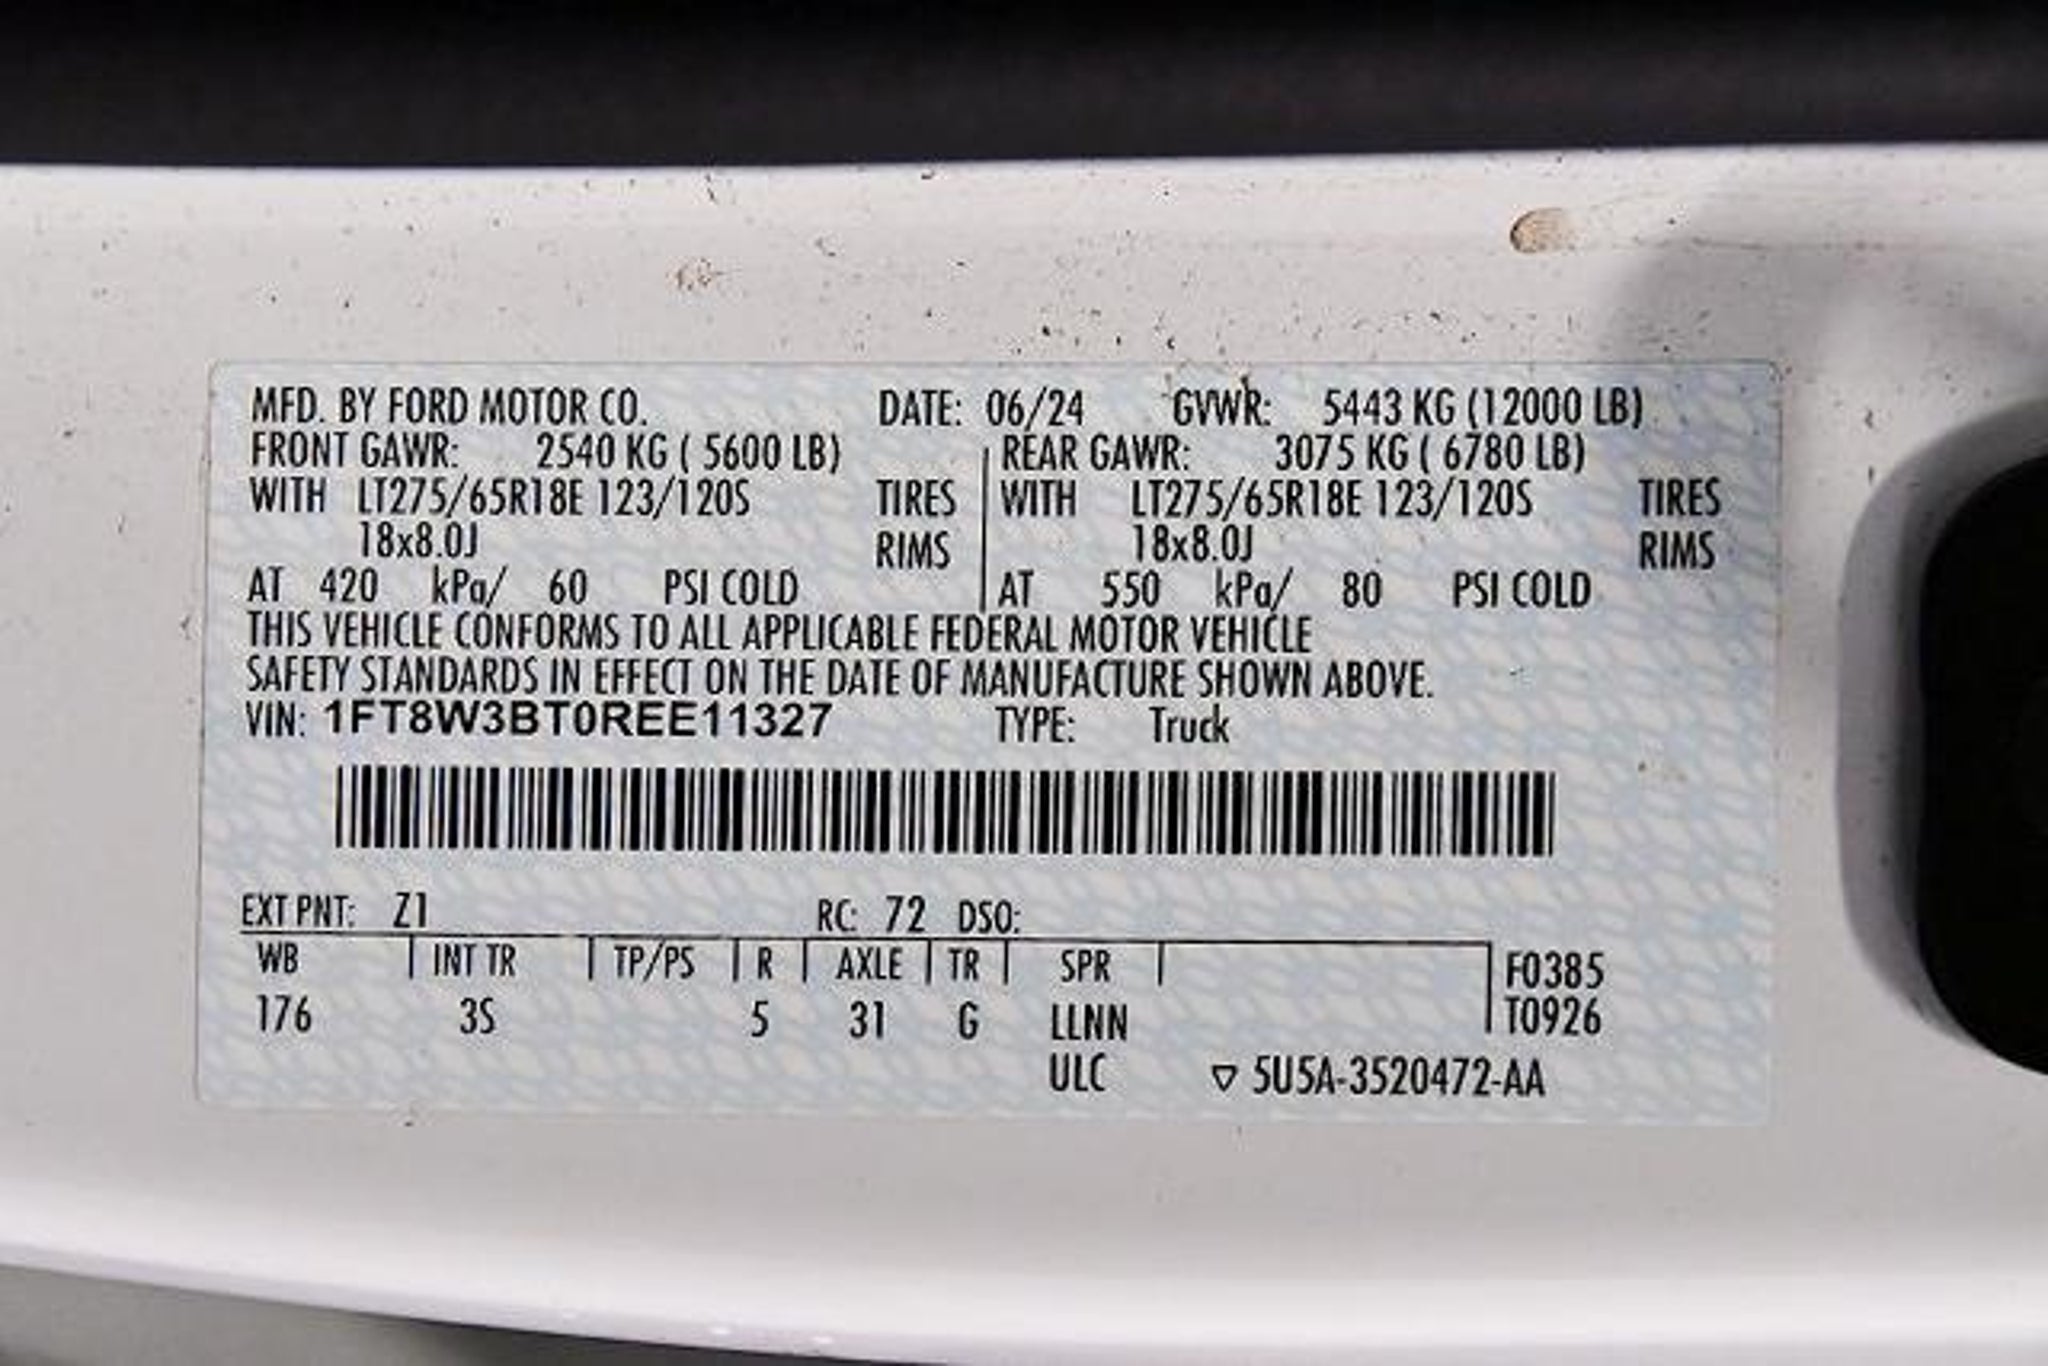 MFD. BY FORD MOTOR CO. DATE: 06/24 GVWR: 5443 KG (12000 LB)
FRONT GAWR: 2540 KG ( 5600 LB) REAR GAWR: 3075 KG ( 6780 LB)
WITH LT275/65R18E 123/120S TIRES WITH LT275/65R18E 123/120S TIRES
18x8.0J RIMS 18x8.0J RIMS
AT 420 kPa/ 60 PSI COLD AT 550 kPa/ 80 PSI COLD
THIS VEHICLE CONFORMS TO ALL APPLICABLE FEDERAL MOTOR VEHICLE
SAFETY STANDARDS IN EFFECT ON THE DATE OF MANUFACTURE SHOWN ABOVE.
VIN: 1FT8W3BT0REE11327 TYPE: Truck
EXT PNT: Z1 RC: 72 DSO:
WB INT TR TP/PS R AXLE TR SPR F0385
176 3S 5 31 G LLNN T0926
ULC ▽ 5U5A-3520472-AA